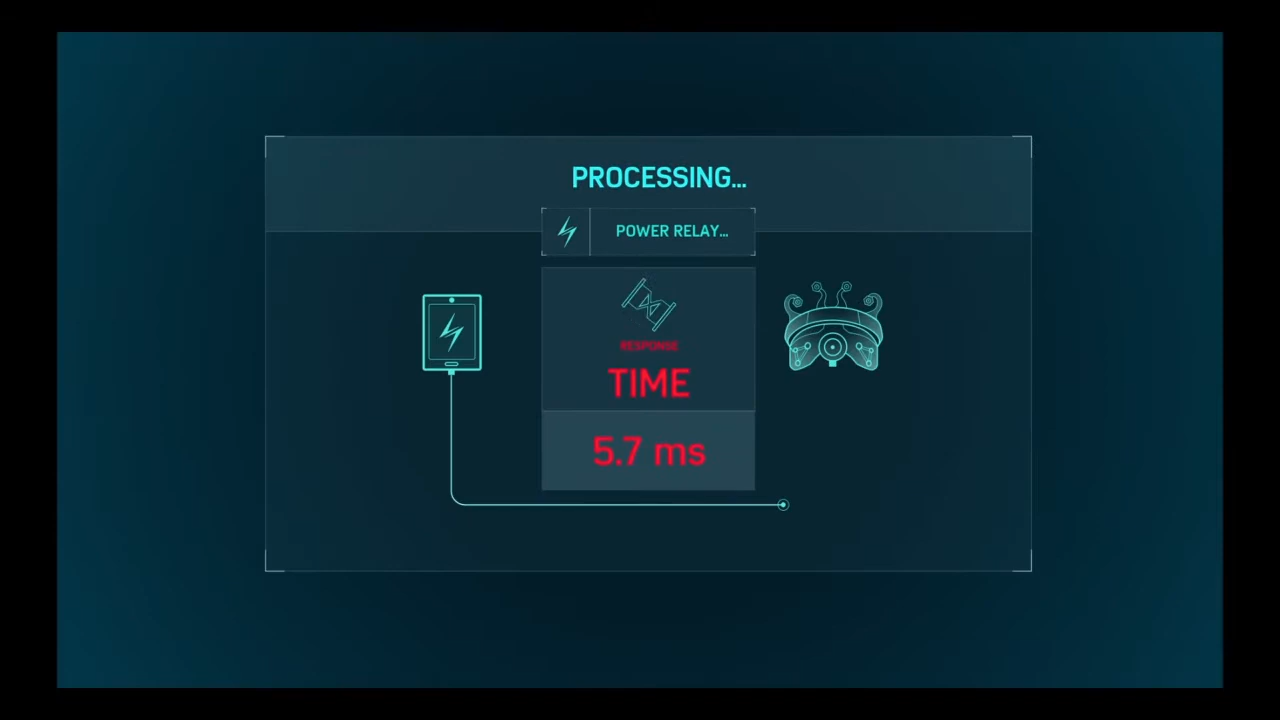 PROCESSING...
POWER RELAY...
RESPONSE
TIME
5.7 ms